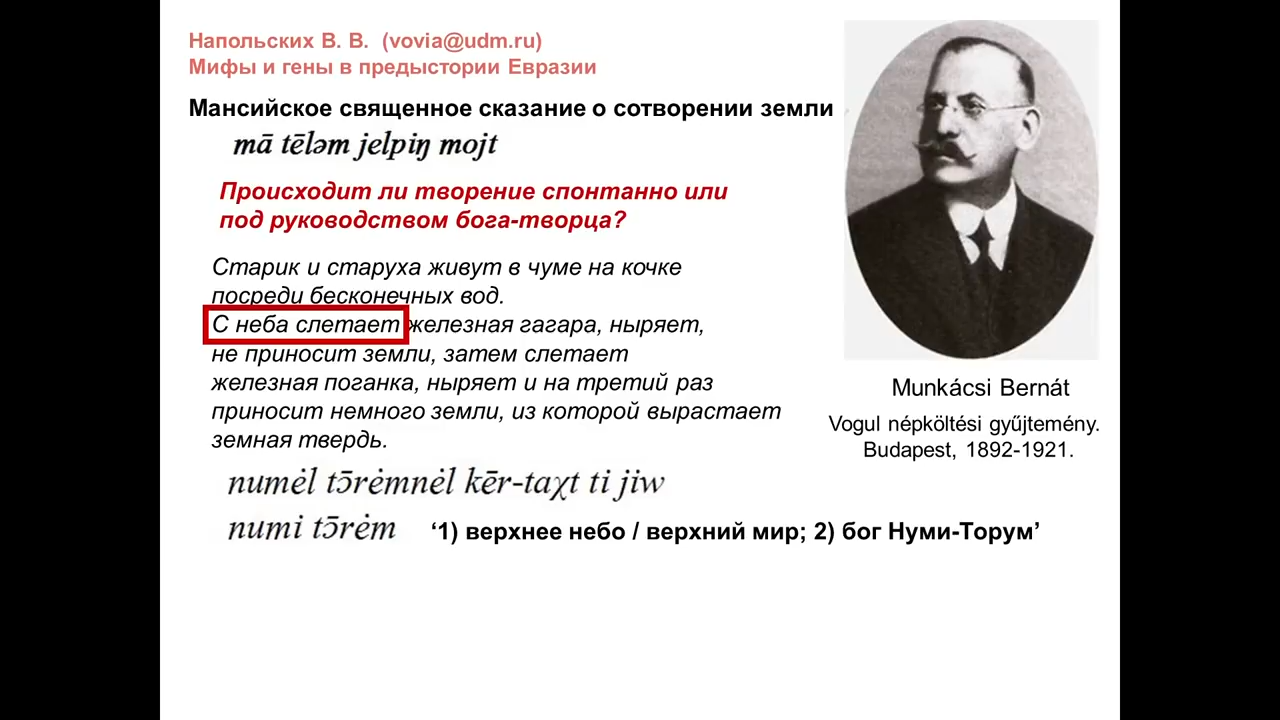 Напольских В. В. (vovia@udm.ru)
Мифы и гены в предыстории Евразии
Мансийское священное сказание о сотворении земли
mā tēləm jelpiŋ mojt
Происходит ли творение спонтанно или
под руководством бога-творца?
Старик и старуха живут в чуме на кочке
посреди бесконечных вод.
С неба слетает железная гагара, ныряет,
не приносит земли, затем слетает
железная поганка, ныряет и на третий раз
приносит немного земли, из которой вырастает
земная твердь.
numėl tɔ̄rėmnėl kēr-taχt ti jiw
numi tɔ̄rėm ‘1) верхнее небо / верхний мир; 2) бог Нуми-Торум’
Munkácsi Bernát
Vogul népköltési gyűjtemény.
Budapest, 1892-1921.